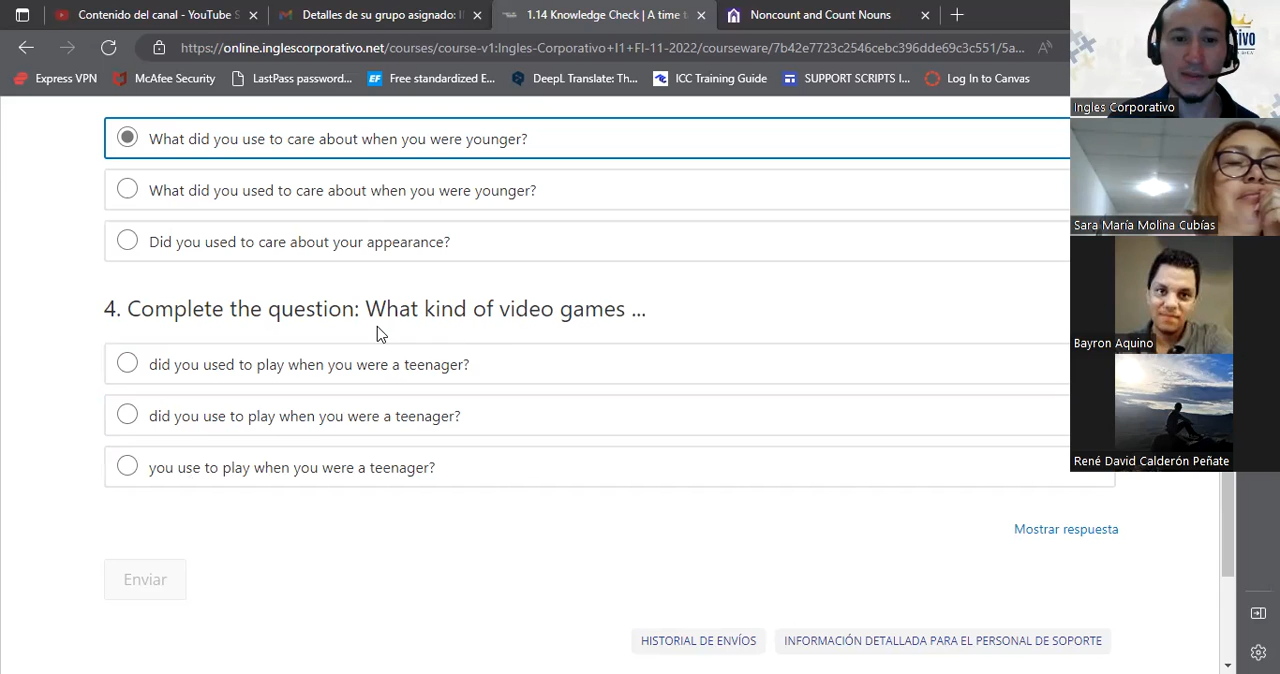 Contenido del canal - YouTube S
Detalles de su grupo asignado: I
1.14 Knowledge Check | A time t
Noncount and Count Nouns
https://online.inglescorporativo.net/courses/course-v1:Ingles-Corporativo+I1+FI-11-2022/courseware/7b42e7723c2546cebc396dde69c3c551/5a...
Express VPN
McAfee Security
LastPass password...
Free standardized E...
DeepL Translate: Th...
ICC Training Guide
SUPPORT SCRIPTS I...
Log In to Canvas
What did you use to care about when you were younger?
What did you used to care about when you were younger?
Did you used to care about your appearance?
4. Complete the question: What kind of video games ...
did you used to play when you were a teenager?
did you use to play when you were a teenager?
you use to play when you were a teenager?
Mostrar respuesta
Enviar
HISTORIAL DE ENVÍOS
INFORMACIÓN DETALLADA PARA EL PERSONAL DE SOPORTE
Ingles Corporativo
Sara María Molina Cubías
Bayron Aquino
René David Calderón Peñate